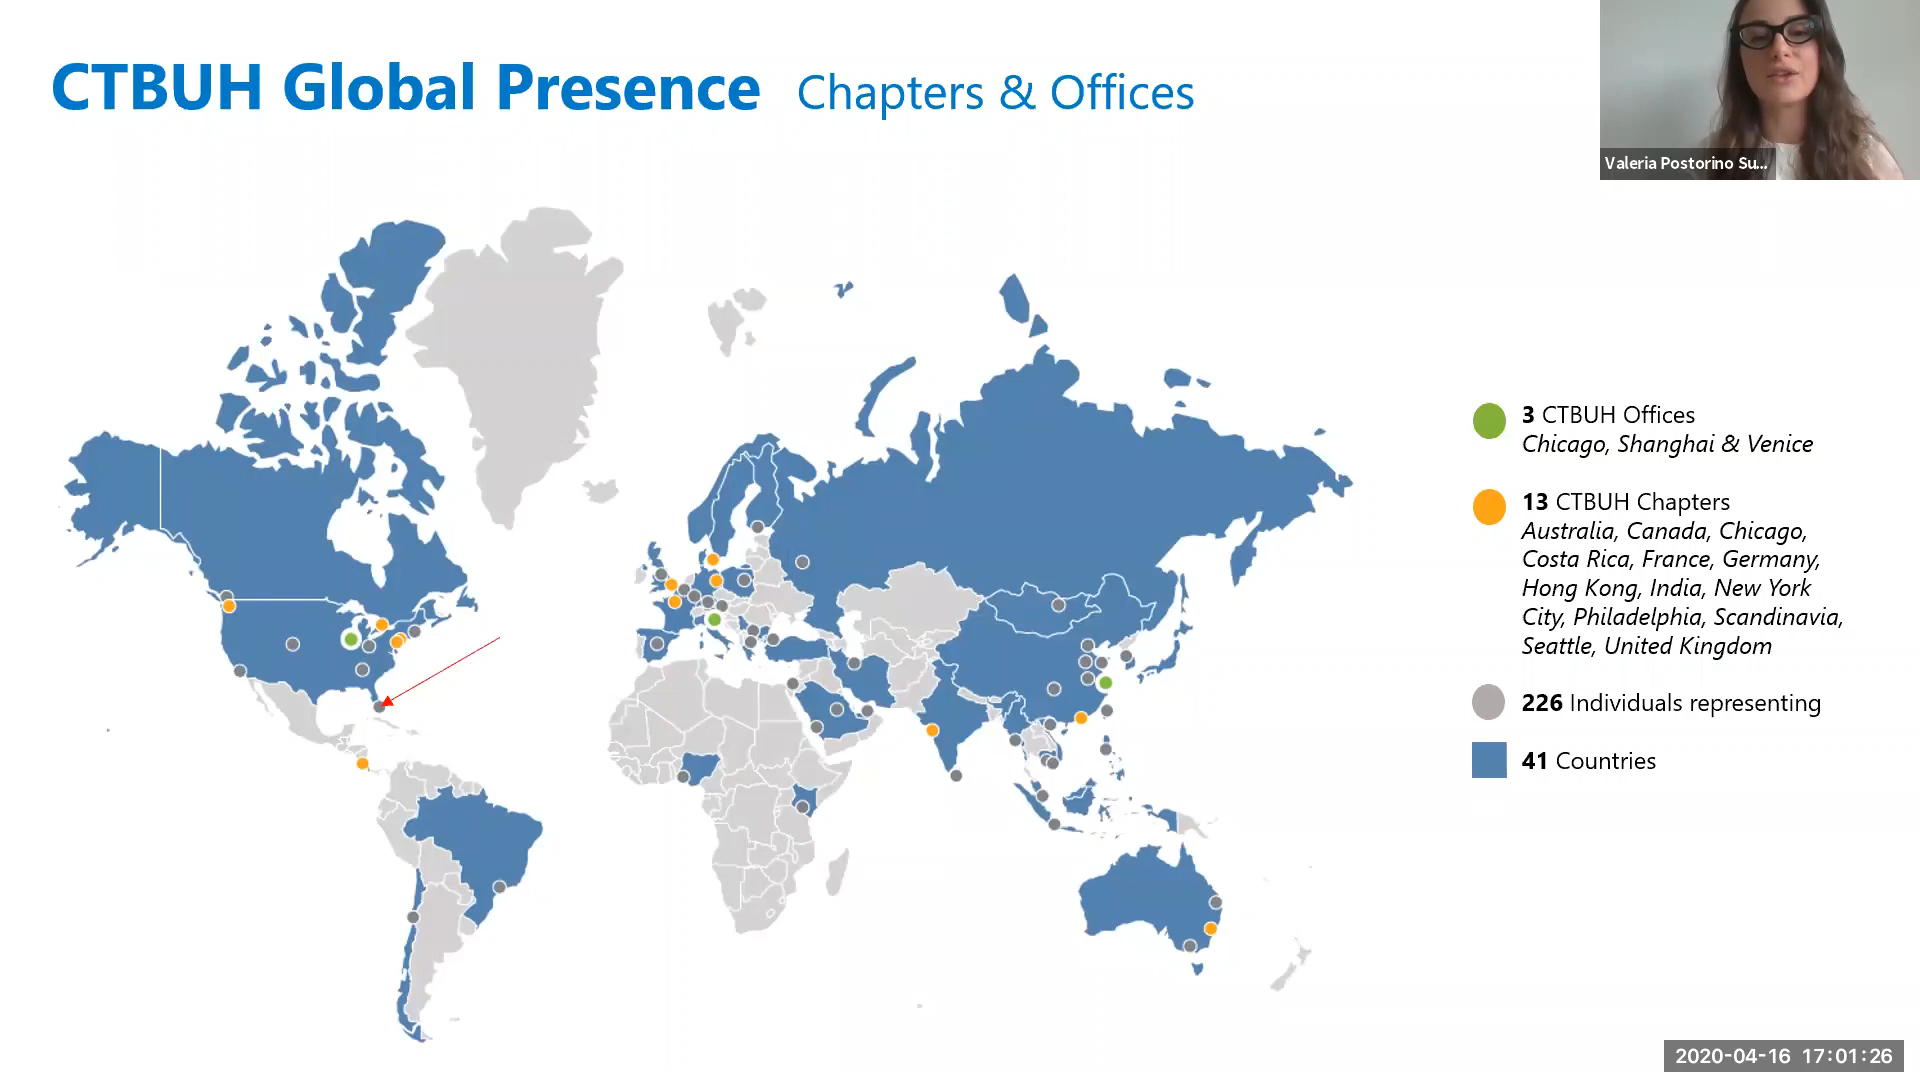 CTBUH Global Presence Chapters & Offices
Valeria Postorino Su...
3 CTBUH Offices
Chicago, Shanghai & Venice
13 CTBUH Chapters
Australia, Canada, Chicago,
Costa Rica, France, Germany,
Hong Kong, India, New York
City, Philadelphia, Scandinavia,
Seattle, United Kingdom
226 Individuals representing
41 Countries
2020-04-16 17:01:26